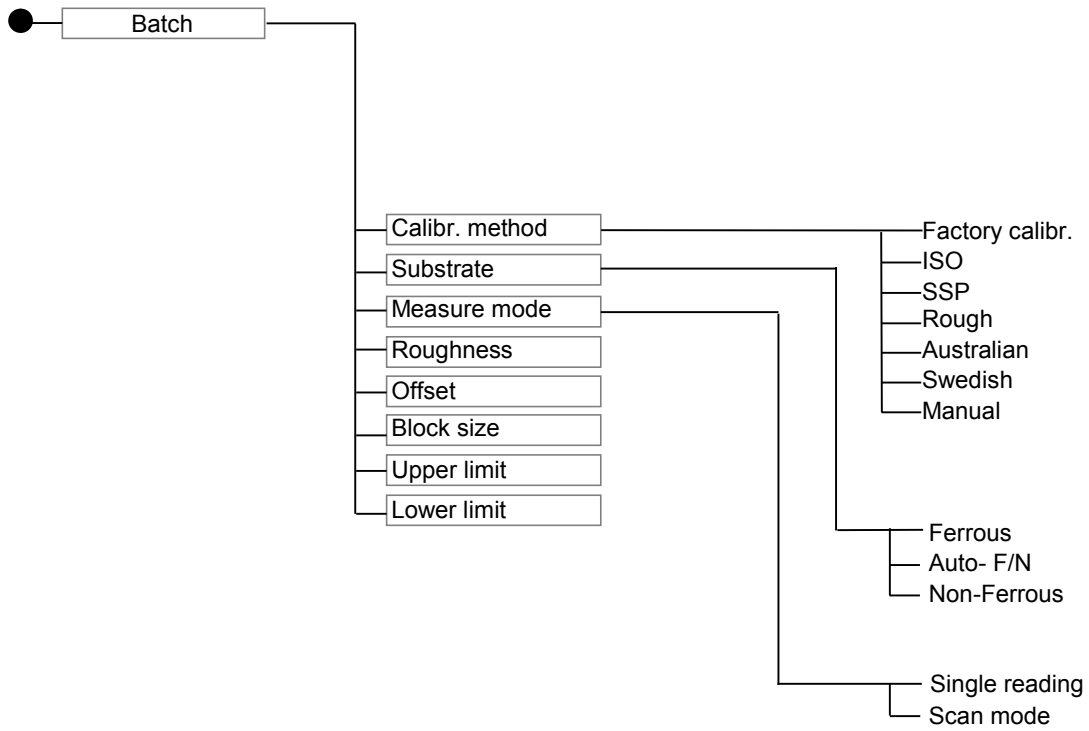 Batch
Calibr. method
Substrate
Measure mode
Roughness
Offset
Block size
Upper limit
Lower limit
Factory calibr.
ISO
SSP
Rough
Australian
Swedish
Manual
Ferrous
Auto- F/N
Non-Ferrous
Single reading
Scan mode